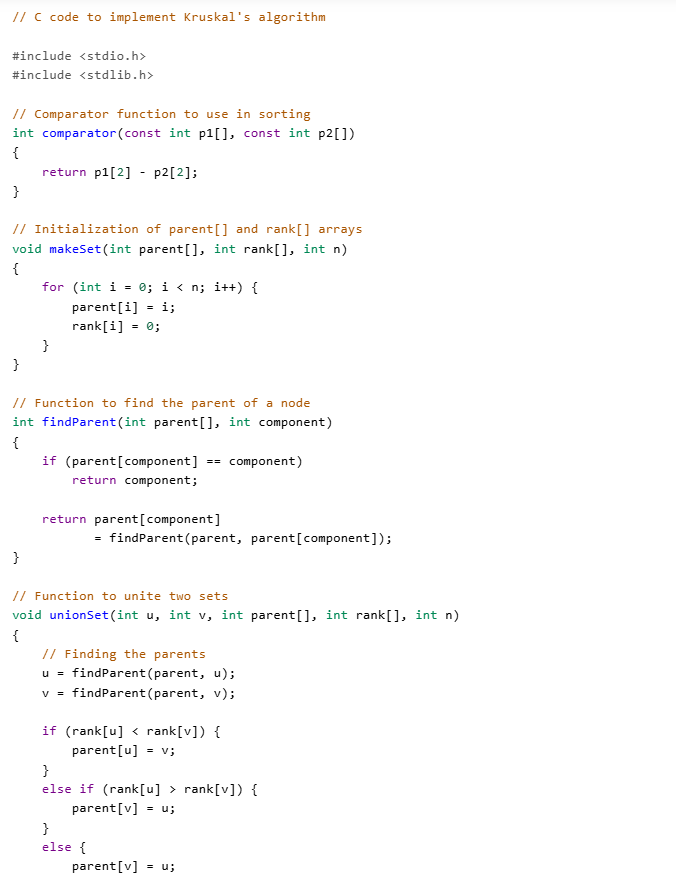 // C code to implement Kruskal's algorithm

#include <stdio.h>
#include <stdlib.h>

// Comparator function to use in sorting
int comparator(const int p1[], const int p2[])
{
    return p1[2] - p2[2];
}

// Initialization of parent[] and rank[] arrays
void makeSet(int parent[], int rank[], int n)
{
    for (int i = 0; i < n; i++) {
        parent[i] = i;
        rank[i] = 0;
    }
}

// Function to find the parent of a node
int findParent(int parent[], int component)
{
    if (parent[component] == component)
        return component;

    return parent[component]
           = findParent(parent, parent[component]);
}

// Function to unite two sets
void unionSet(int u, int v, int parent[], int rank[], int n)
{
    // Finding the parents
    u = findParent(parent, u);
    v = findParent(parent, v);

    if (rank[u] < rank[v]) {
        parent[u] = v;
    }
    else if (rank[u] > rank[v]) {
        parent[v] = u;
    }
    else {
        parent[v] = u;